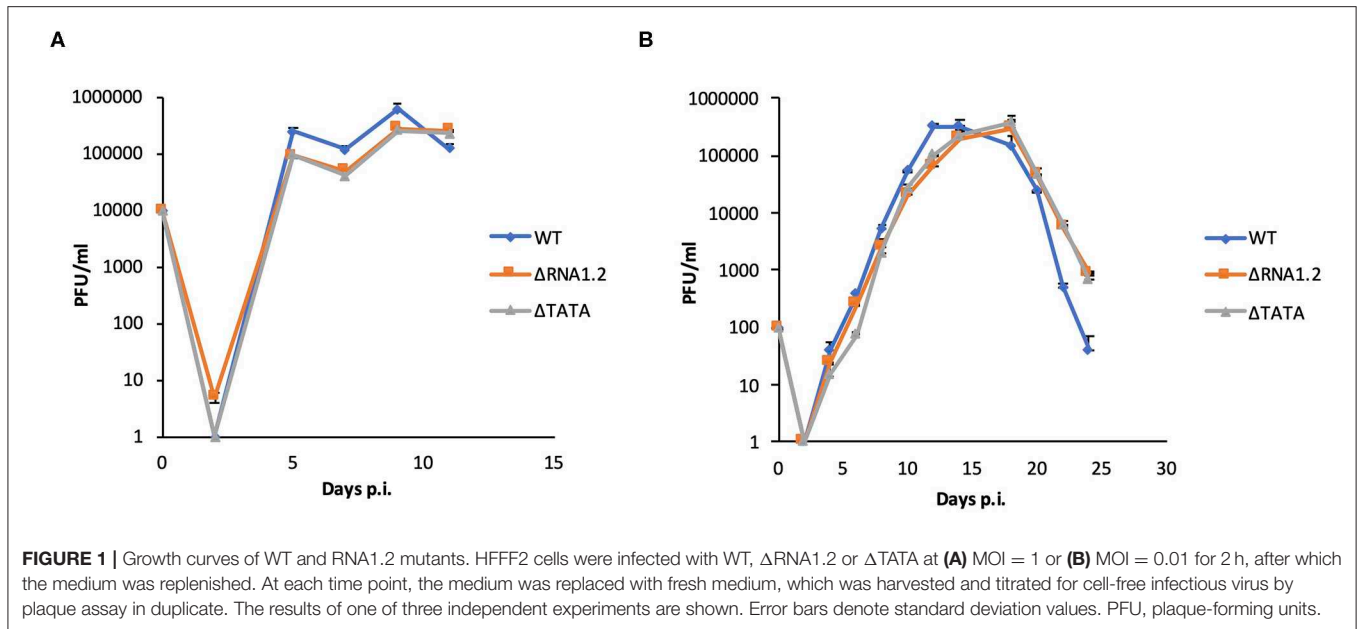 A
B
1000000
100000
10000
1000
100
10
1
PFU/ml
0
5
10
15
Days p.i.
WT
ΔRNA1.2
ΔTATA
1000000
100000
10000
1000
100
10
1
PFU/ml
0
5
10
15
20
25
30
Days p.i.
WT
ΔRNA1.2
ΔTATA
FIGURE 1 | Growth curves of WT and RNA1.2 mutants. HFFF2 cells were infected with WT, ΔRNA1.2 or ΔTATA at (A) MOI = 1 or (B) MOI = 0.01 for 2 h, after which
the medium was replenished. At each time point, the medium was replaced with fresh medium, which was harvested and titrated for cell-free infectious virus by
plaque assay in duplicate. The results of one of three independent experiments are shown. Error bars denote standard deviation values. PFU, plaque-forming units.